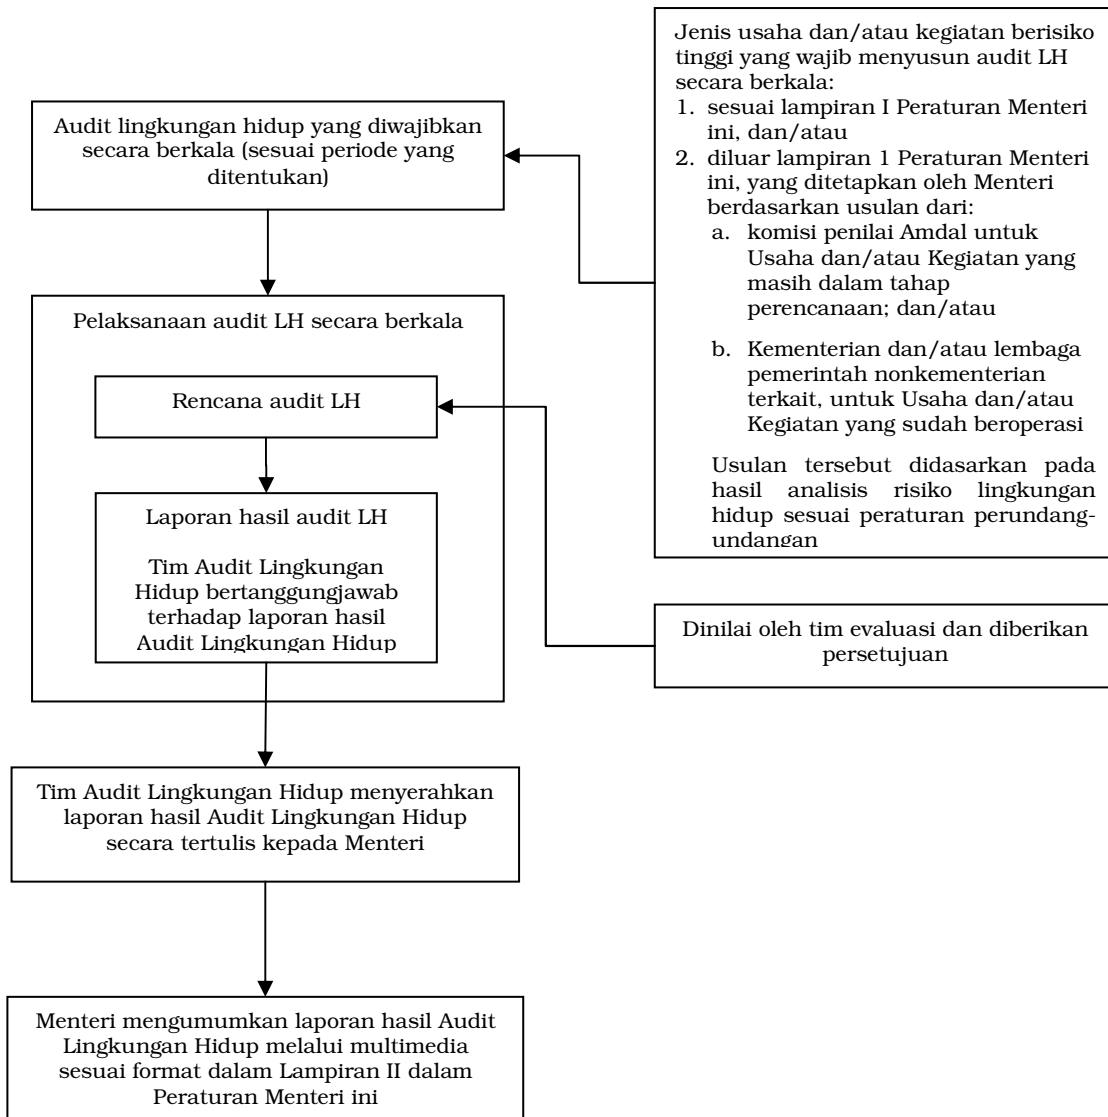 Jenis usaha dan/atau kegiatan berisiko
tinggi yang wajib menyusun audit LH
secara berkala:
1. sesuai lampiran I Peraturan Menteri
ini, dan/atau
2. diluar lampiran 1 Peraturan Menteri
ini, yang ditetapkan oleh Menteri
berdasarkan usulan dari:
a. komisi penilai Amdal untuk
Usaha dan/atau Kegiatan yang
masih dalam tahap
perencanaan; dan/atau
b. Kementerian dan/atau lembaga
pemerintah nonkementerian
terkait, untuk Usaha dan/atau
Kegiatan yang sudah beroperasi
Usulan tersebut didasarkan pada
hasil analisis risiko lingkungan
hidup sesuai peraturan perundang-
undangan
Audit lingkungan hidup yang diwajibkan
secara berkala (sesuai periode yang
ditentukan)
Pelaksanaan audit LH secara berkala
Rencana audit LH
Laporan hasil audit LH
Tim Audit Lingkungan
Hidup bertanggungjawab
terhadap laporan hasil
Audit Lingkungan Hidup
Dinilai oleh tim evaluasi dan diberikan
persetujuan
Tim Audit Lingkungan Hidup menyerahkan
laporan hasil Audit Lingkungan Hidup
secara tertulis kepada Menteri
Menteri mengumumkan laporan hasil Audit
Lingkungan Hidup melalui multimedia
sesuai format dalam Lampiran II dalam
Peraturan Menteri ini